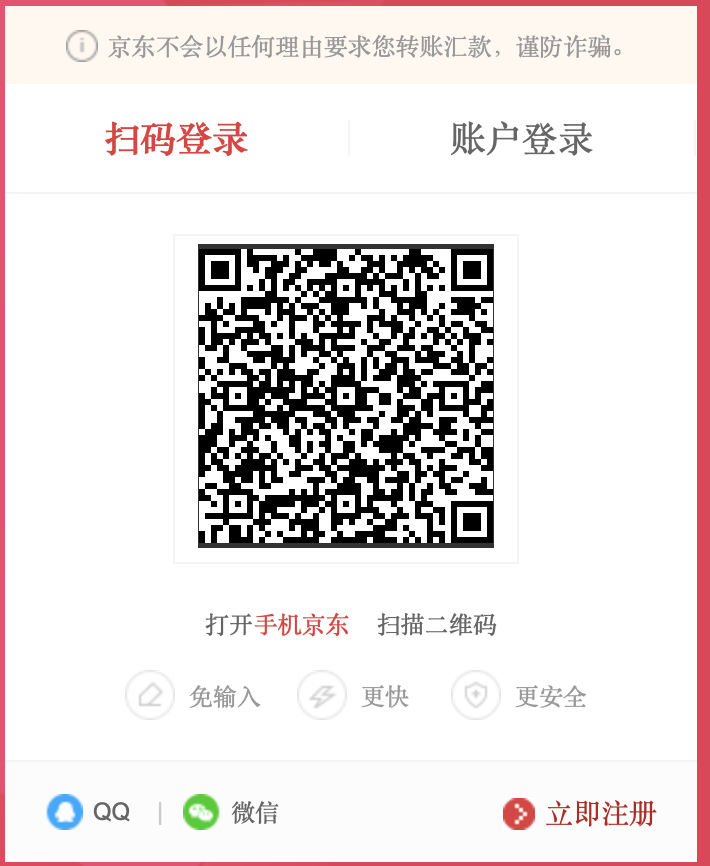 京东不会以任何理由要求您转账汇款，谨防诈骗。
扫码登录 账户登录
打开手机京东 扫描二维码
免输入 更快 更安全
QQ | 微信 立即注册